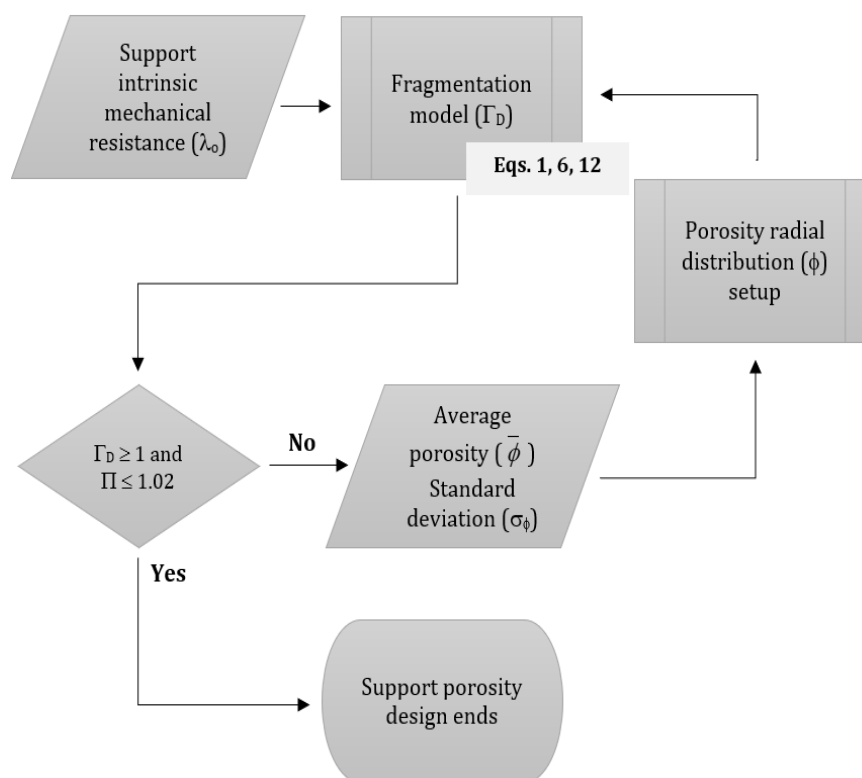 Support
intrinsic
mechanical
resistance (λₒ)
Fragmentation
model (Γ_D)
Eqs. 1, 6, 12
Porosity radial
distribution (ϕ)
setup
Γ_D ≥ 1 and
Π ≤ 1.02
No
Average
porosity ( ϕ̄ )
Standard
deviation (σ_ϕ)
Yes
Support porosity
design ends